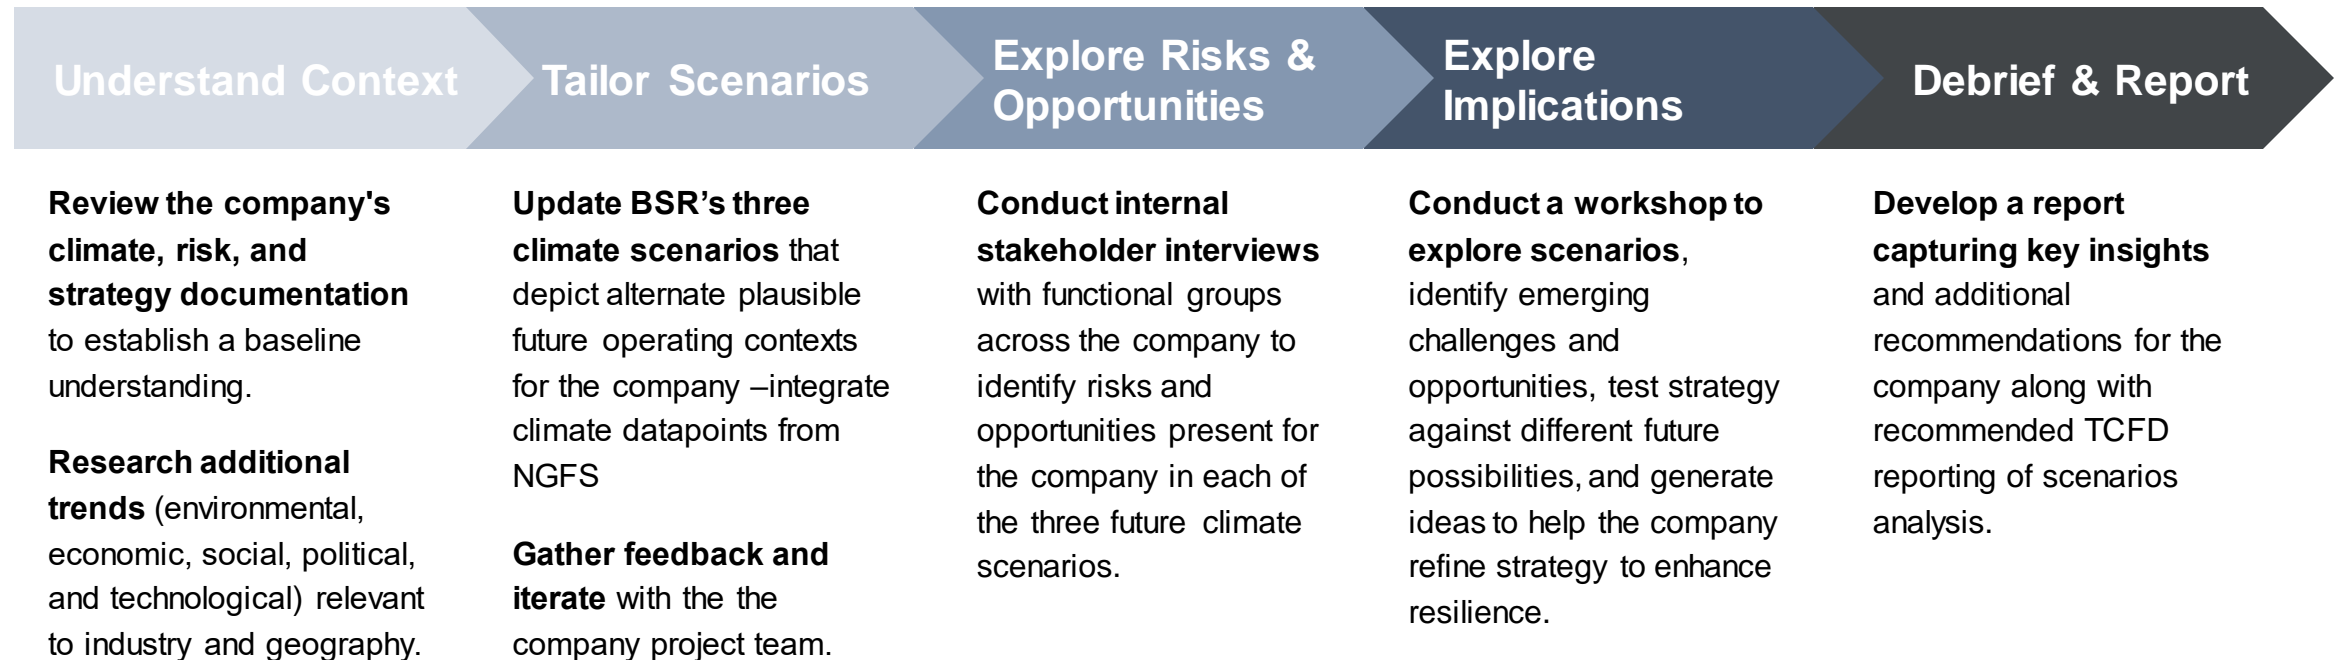 Understand Context
Tailor Scenarios
Explore Risks &
Opportunities
Explore
Implications
Debrief & Report
Review the company's
climate, risk, and
strategy documentation
to establish a baseline
understanding.
Research additional
trends (environmental,
economic, social, political,
and technological) relevant
to industry and geography.
Update BSR’s three
climate scenarios that
depict alternate plausible
future operating contexts
for the company –integrate
climate datapoints from
NGFS
Gather feedback and
iterate with the the
company project team.
Conduct internal
stakeholder interviews
with functional groups
across the company to
identify risks and
opportunities present for
the company in each of
the three future climate
scenarios.
Conduct a workshop to
explore scenarios,
identify emerging
challenges and
opportunities, test strategy
against different future
possibilities, and generate
ideas to help the company
refine strategy to enhance
resilience.
Develop a report
capturing key insights
and additional
recommendations for the
company along with
recommended TCFD
reporting of scenarios
analysis.